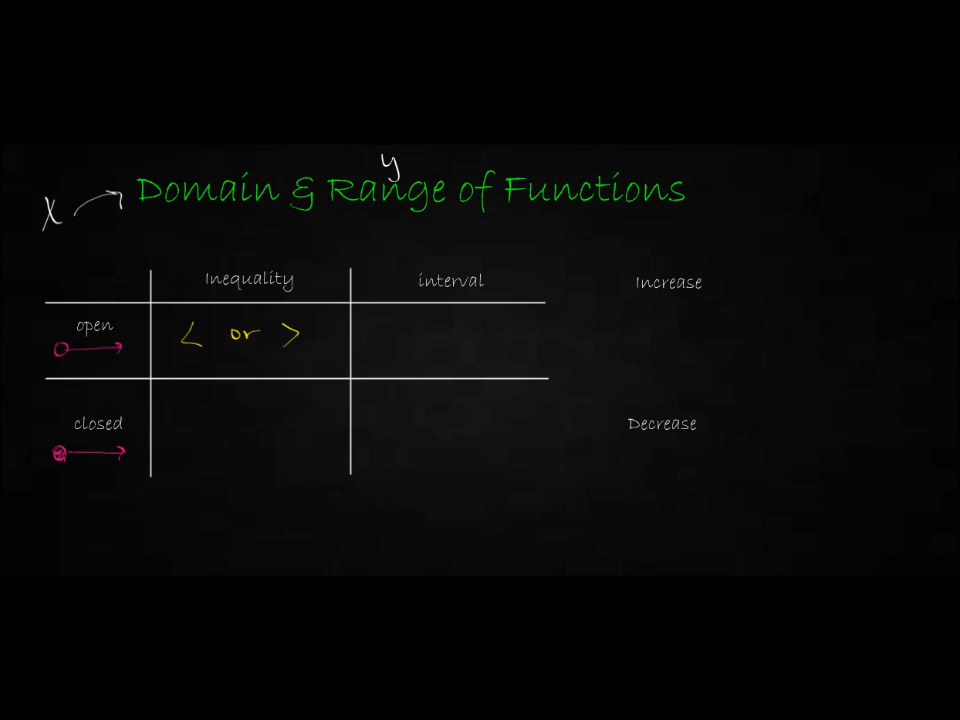 y
x Domain & Range of Functions
Inequality interval Increase
open < or >
closed Decrease